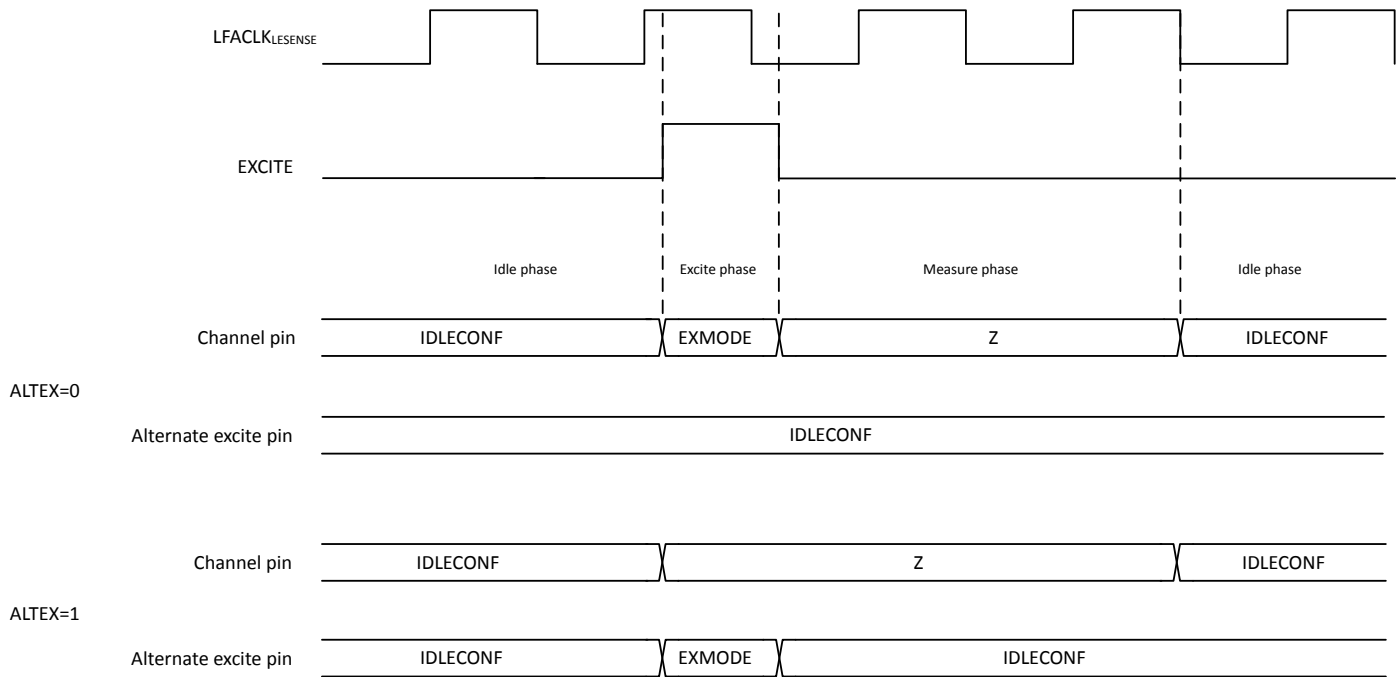 LFACLKLESENSE
EXCITE
Idle phase Excite phase Measure phase Idle phase
Channel pin IDLECONF EXMODE Z IDLECONF
ALTEX=0
Alternate excite pin IDLECONF
Channel pin IDLECONF Z IDLECONF
ALTEX=1
Alternate excite pin IDLECONF EXMODE IDLECONF